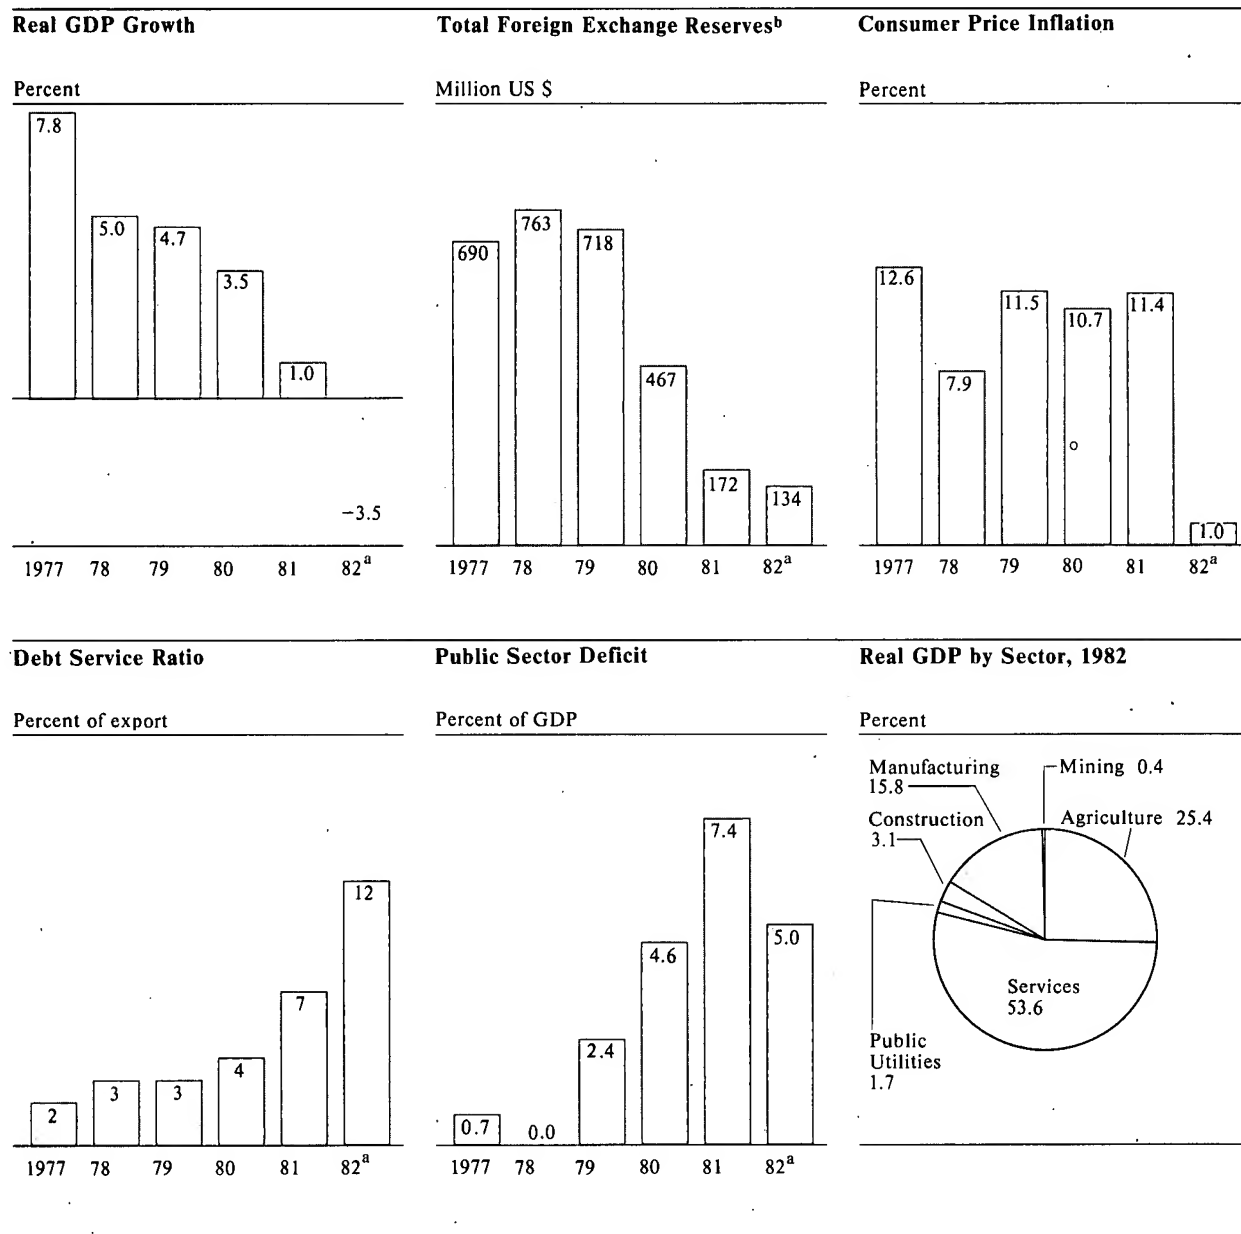 Real GDP Growth
Percent
7.8
5.0
4.7
3.5
1.0
−3.5
1977 78 79 80 81 82a
Total Foreign Exchange Reservesb
Million US $
690
763
718
467
172
134
1977 78 79 80 81 82a
Consumer Price Inflation
Percent
12.6
7.9
11.5
10.7
11.4
1.0
1977 78 79 80 81 82a
Debt Service Ratio
Percent of export
2
3
3
4
7
12
1977 78 79 80 81 82a
Public Sector Deficit
Percent of GDP
0.7
0.0
2.4
4.6
7.4
5.0
1977 78 79 80 81 82a
Real GDP by Sector, 1982
Percent
Manufacturing
15.8
Mining 0.4
Construction
3.1
Agriculture 25.4
Services
53.6
Public
Utilities
1.7